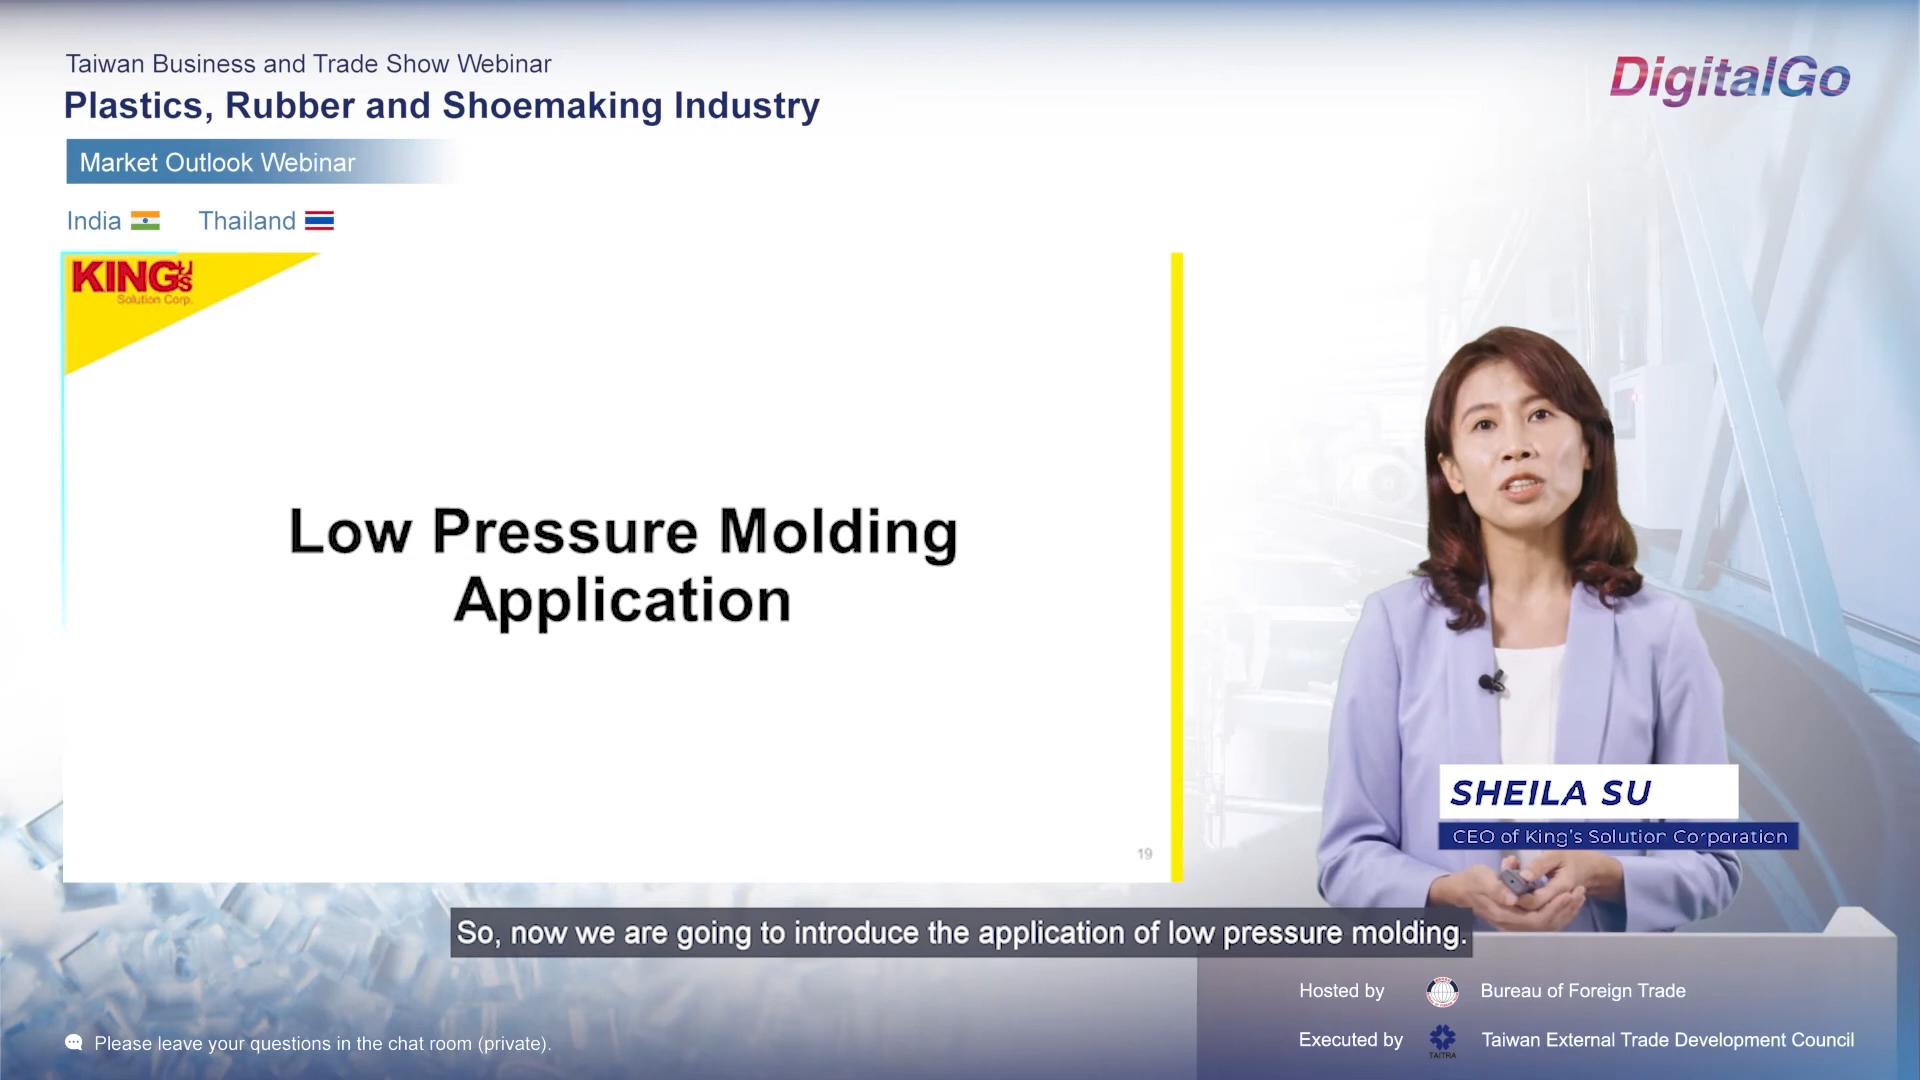 Taiwan Business and Trade Show Webinar
Plastics, Rubber and Shoemaking Industry
Market Outlook Webinar
India Thailand
DigitalGo
KING'S
Solution Corp.
Low Pressure Molding
Application
19
SHEILA SU
CEO of King's Solution Corporation
So, now we are going to introduce the application of low pressure molding.
Hosted by Bureau of Foreign Trade
Executed by TAITRA Taiwan External Trade Development Council
Please leave your questions in the chat room (private).